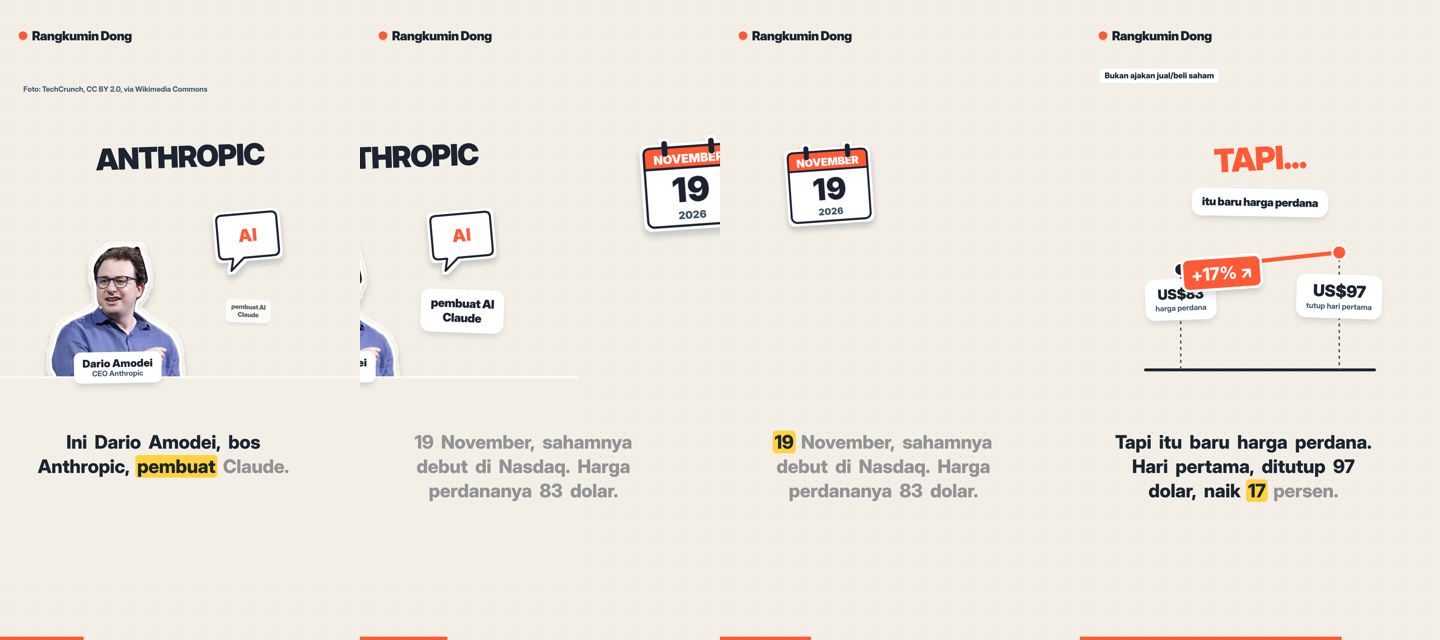 Rangkumin Dong
Foto: TechCrunch, CC BY 2.0, via Wikimedia Commons
ANTHROPIC
AI
pembuat AI
Claude
Dario Amodei
CEO Anthropic
Ini Dario Amodei, bos
Anthropic, pembuat Claude.
Rangkumin Dong
THROPIC
NOVEMBER
19
2026
AI
pembuat AI
Claude
ei
19 November, sahamnya
debut di Nasdaq. Harga
perdananya 83 dolar.
Rangkumin Dong
NOVEMBER
19
2026
19 November, sahamnya
debut di Nasdaq. Harga
perdananya 83 dolar.
Rangkumin Dong
Bukan ajakan jual/beli saham
TAPI...
itu baru harga perdana
+17%
US$83
harga perdana
US$97
tutup hari pertama
Tapi itu baru harga perdana.
Hari pertama, ditutup 97
dolar, naik 17 persen.